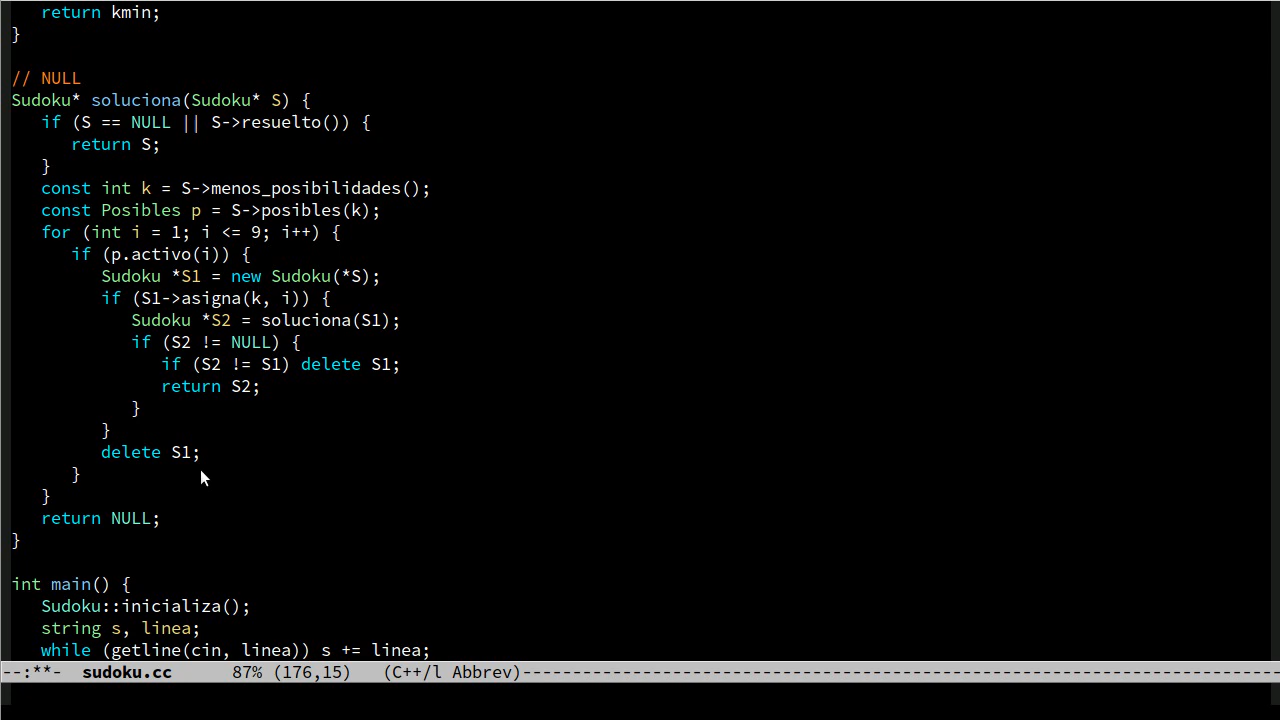 return kmin;
}

// NULL
Sudoku* soluciona(Sudoku* S) {
   if (S == NULL || S->resuelto()) {
      return S;
   }
   const int k = S->menos_posibilidades();
   const Posibles p = S->posibles(k);
   for (int i = 1; i <= 9; i++) {
      if (p.activo(i)) {
         Sudoku *S1 = new Sudoku(*S);
         if (S1->asigna(k, i)) {
            Sudoku *S2 = soluciona(S1);
            if (S2 != NULL) {
               if (S2 != S1) delete S1;
               return S2;
            }
         }
         delete S1;
      }
   }
   return NULL;
}

int main() {
   Sudoku::inicializa();
   string s, linea;
   while (getline(cin, linea)) s += linea;
--:**-  sudoku.cc      87% (176,15)   (C++/l Abbrev)----------------------------------------------------------------------------